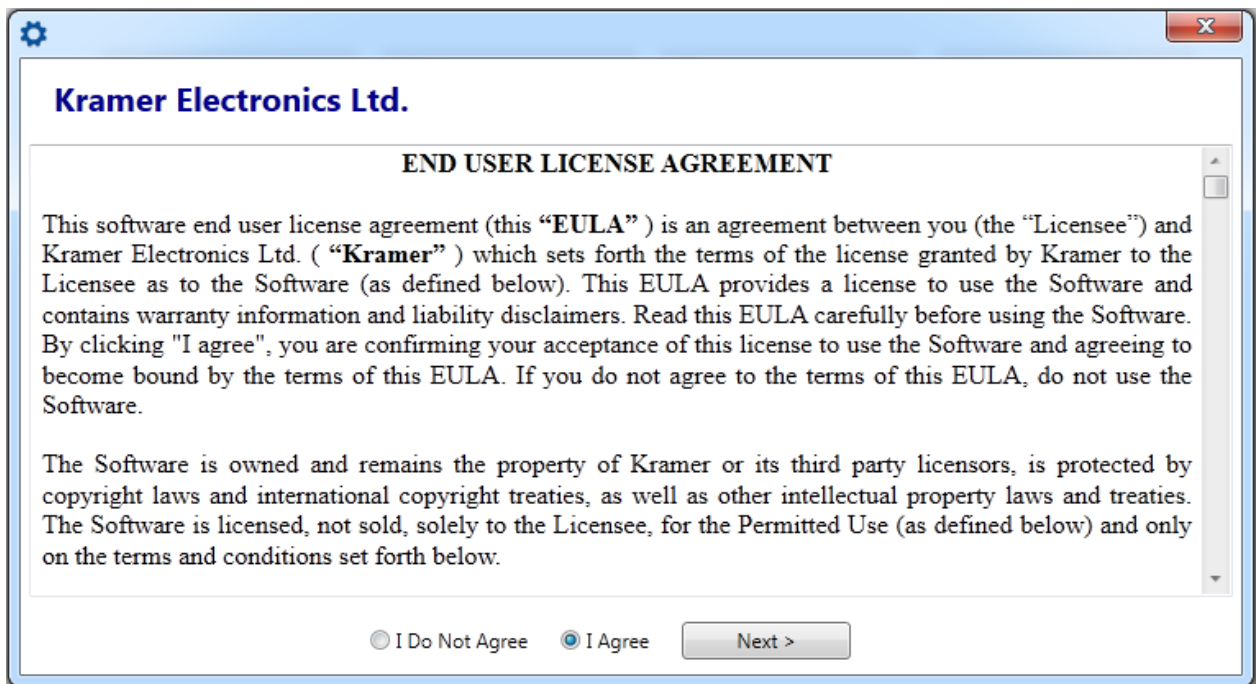 Kramer Electronics Ltd.
END USER LICENSE AGREEMENT
This software end user license agreement (this “EULA” ) is an agreement between you (the “Licensee”) and
Kramer Electronics Ltd. ( “Kramer” ) which sets forth the terms of the license granted by Kramer to the
Licensee as to the Software (as defined below). This EULA provides a license to use the Software and
contains warranty information and liability disclaimers. Read this EULA carefully before using the Software.
By clicking "I agree", you are confirming your acceptance of this license to use the Software and agreeing to
become bound by the terms of this EULA. If you do not agree to the terms of this EULA, do not use the
Software.
The Software is owned and remains the property of Kramer or its third party licensors, is protected by
copyright laws and international copyright treaties, as well as other intellectual property laws and treaties.
The Software is licensed, not sold, solely to the Licensee, for the Permitted Use (as defined below) and only
on the terms and conditions set forth below.
I Do Not Agree I Agree Next >